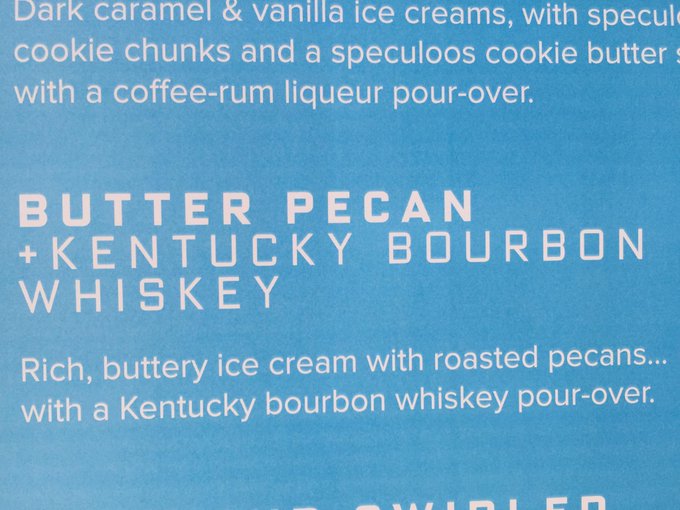 Dark caramel & vanilla ice creams, with
cookie chunks and a speculoos cookie butter
with a coffee-rum liqueur pour-over.
BUTTER PECAN
+KENTUCKY BOURBON
WHISKEY
Rich, buttery ice cream with roasted pecans...
with a Kentucky bourbon whiskey pour-over.